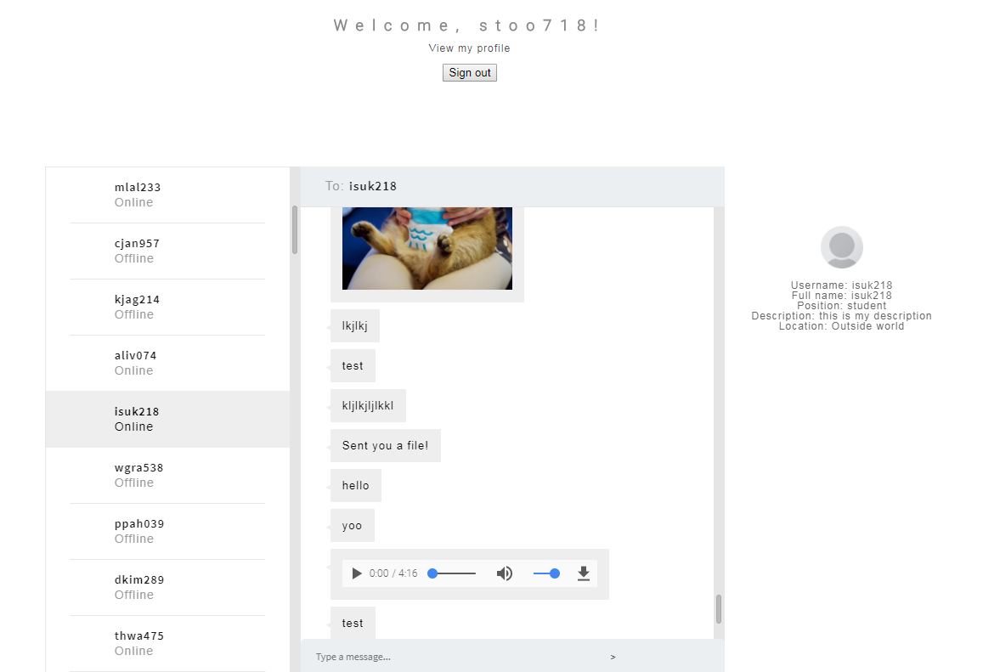 Welcome, stoo718!
View my profile
Sign out
mlal233
Online
cjan957
Offline
kjag214
Offline
aliv074
Online
isuk218
Online
wgra538
Offline
ppah039
Offline
dkim289
Offline
thwa475
Online
To: isuk218
lkjlkj
test
kljlkjljlkkl
Sent you a file!
hello
yoo
0:00 / 4:16
test
Type a message...
>
Username: isuk218
Full name: isuk218
Position: student
Description: this is my description
Location: Outside world